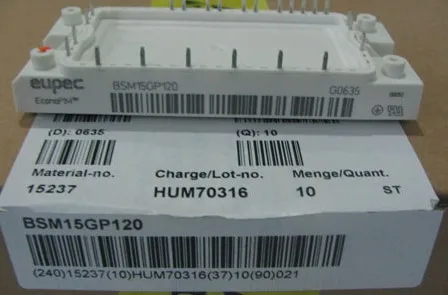 eupec
BSM15GP120
G0635
EconoPIM™
(D): 0635 (Q): 10
Material-no. Charge/Lot-no. Menge/Quant.
15237 HUM70316 10 ST
BSM15GP120
(240)15237(10)HUM70316(37)10(90)021